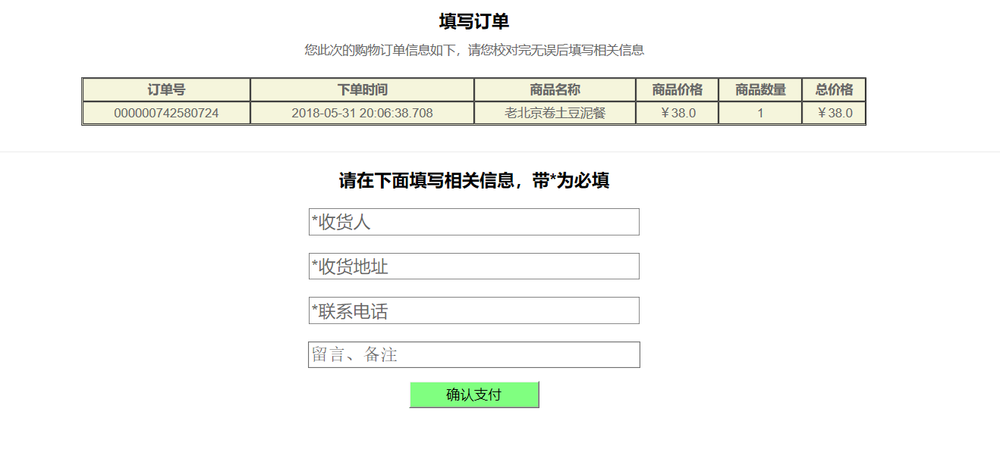 填写订单
您此次的购物订单信息如下，请您校对完无误后填写相关信息
订单号 下单时间 商品名称 商品价格 商品数量 总价格
000000742580724 2018-05-31 20:06:38.708 老北京卷土豆泥餐 ￥38.0 1 ￥38.0
请在下面填写相关信息，带*为必填
*收货人
*收货地址
*联系电话
留言、备注
确认支付